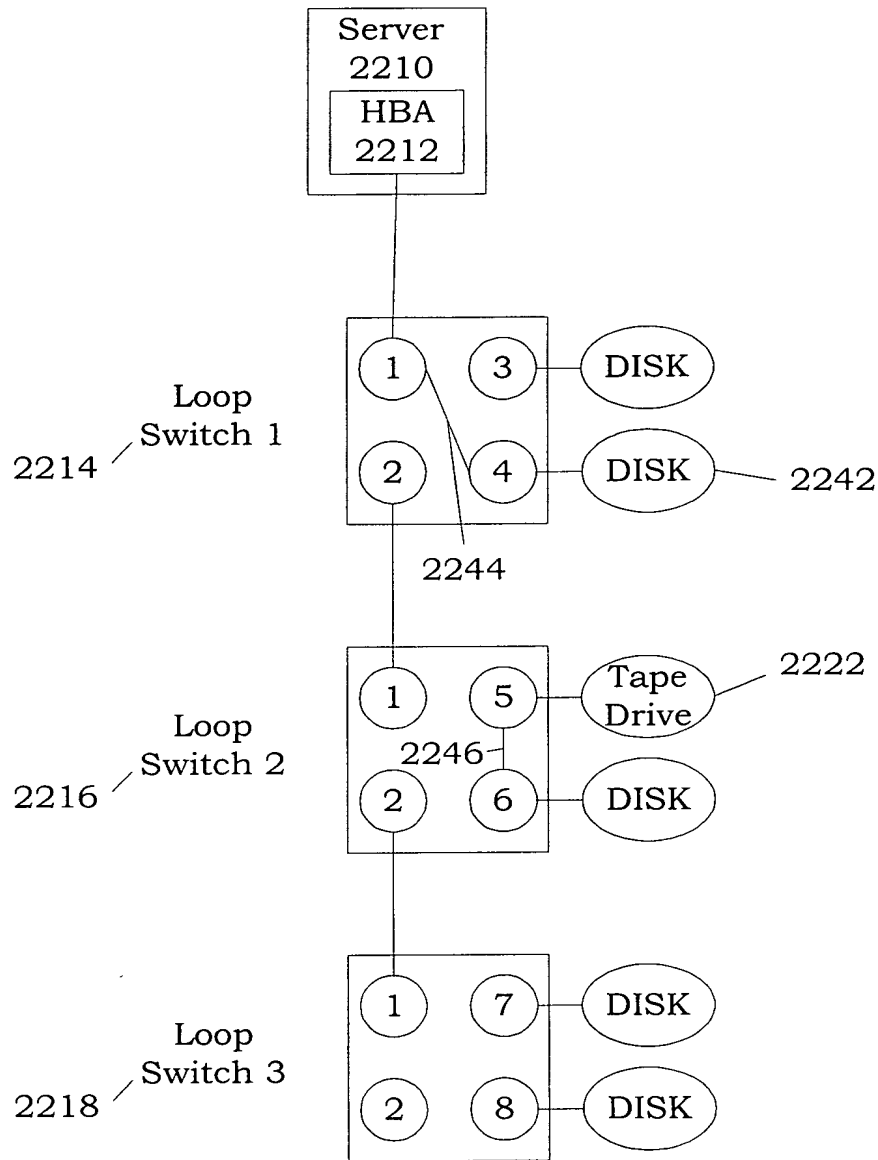 Server
2210
HBA
2212
1
3
DISK
Loop
Switch 1
2214
2
4
DISK
2242
2244
1
5
Tape
Drive
2222
Loop
Switch 2
2246
2216
2
6
DISK
1
7
DISK
Loop
Switch 3
2218
2
8
DISK